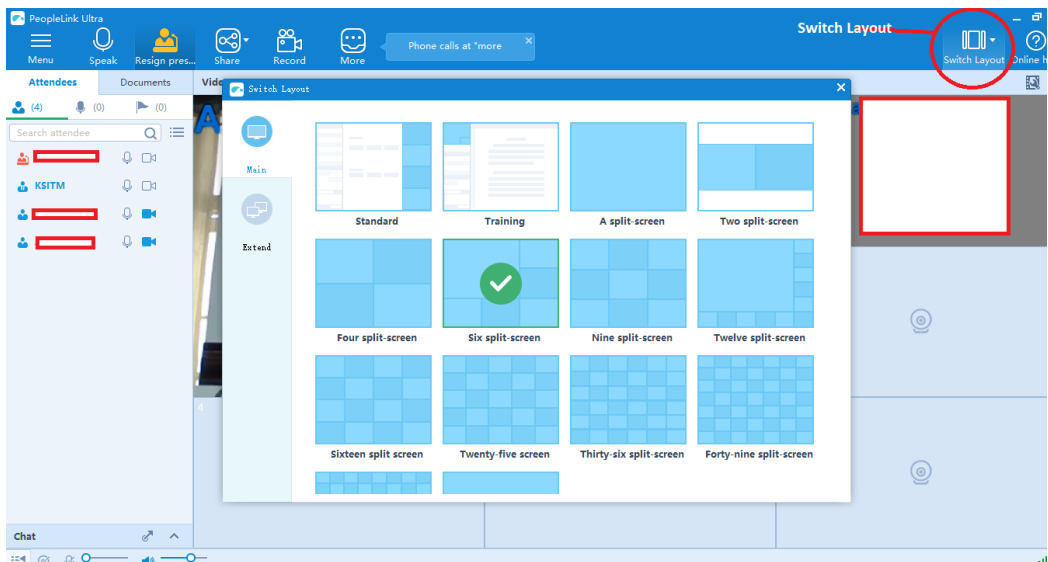 PeopleLink Ultra
Menu
Speak
Resign pres...
Share
Record
More
Phone calls at "more
Switch Layout
Switch Layout
Online h
Attendees
Documents
Vide
(4)
(0)
(0)
Search attendee
KSITM
Chat
Switch Layout
Main
Extend
Standard
Training
A split-screen
Two split-screen
Four split-screen
Six split-screen
Nine split-screen
Twelve split-screen
Sixteen split screen
Twenty-five screen
Thirty-six split-screen
Forty-nine split-screen
A
4